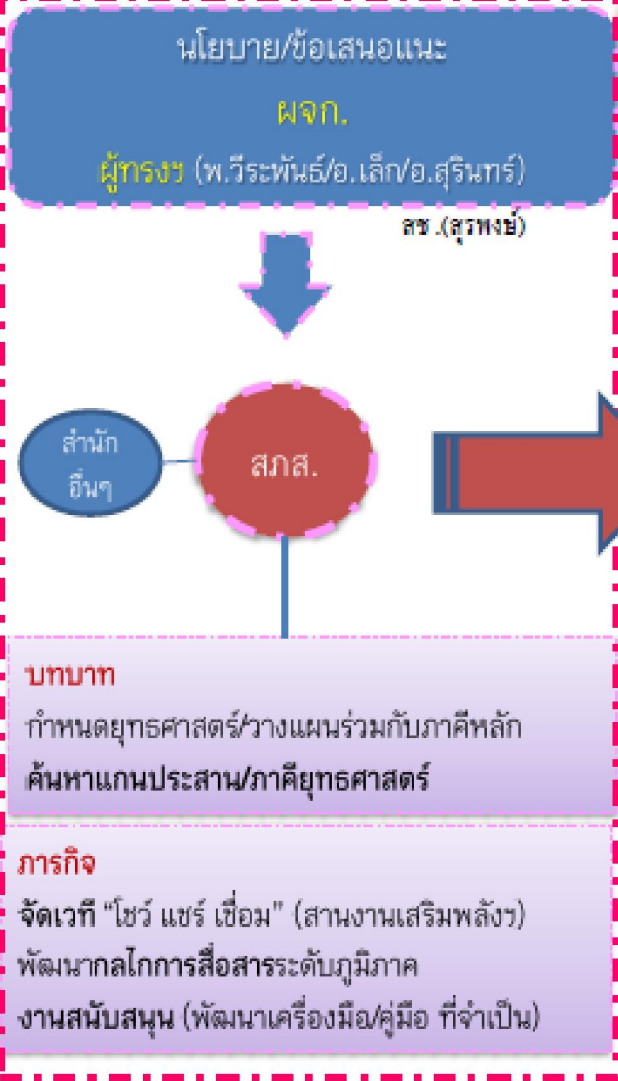 นโยบาย/ข้อเสนอแนะ
ผจก.
ผู้ทรงฯ (พ.วีระพันธ์/อ.เล็ก/อ.สุรินทร์)
สช .(สุรพงษ์)
สำนัก
อื่นๆ
สภส.
บทบาท
กำหนดยุทธศาสตร์/วางแผนร่วมกับภาคีหลัก
ค้นหาแกนประสาน/ภาคียุทธศาสตร์
ภารกิจ
จัดเวที “โชว์ แชร์ เชื่อม” (สานงานเสริมพลังฯ)
พัฒนากลไกการสื่อสารระดับภูมิภาค
งานสนับสนุน (พัฒนาเครื่องมือ/คู่มือ ที่จำเป็น)